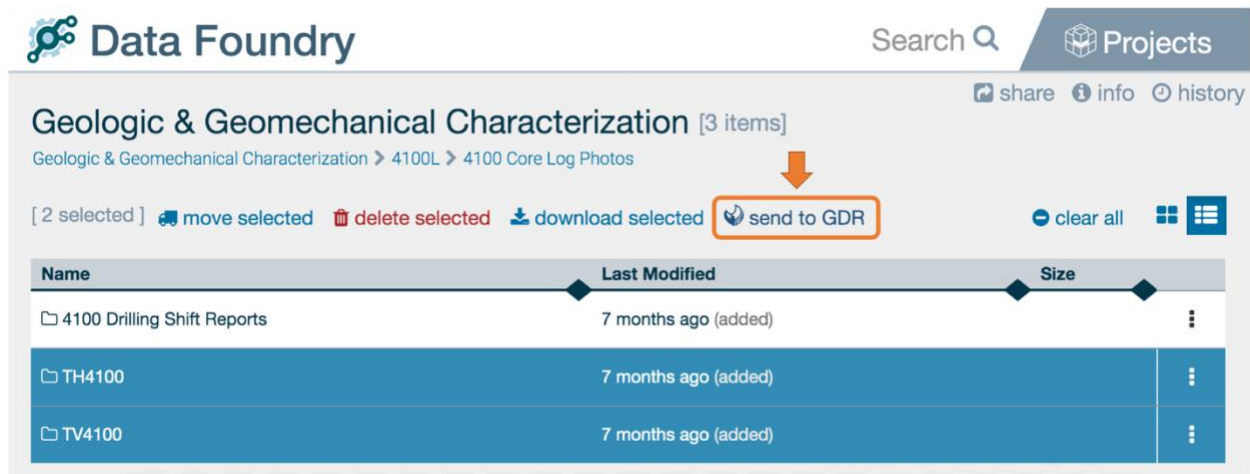 Data Foundry
Search
Projects
share info history
Geologic & Geomechanical Characterization [3 items]
Geologic & Geomechanical Characterization > 4100L > 4100 Core Log Photos
[ 2 selected ] move selected delete selected download selected send to GDR clear all
Name Last Modified Size
4100 Drilling Shift Reports 7 months ago (added)
TH4100 7 months ago (added)
TV4100 7 months ago (added)